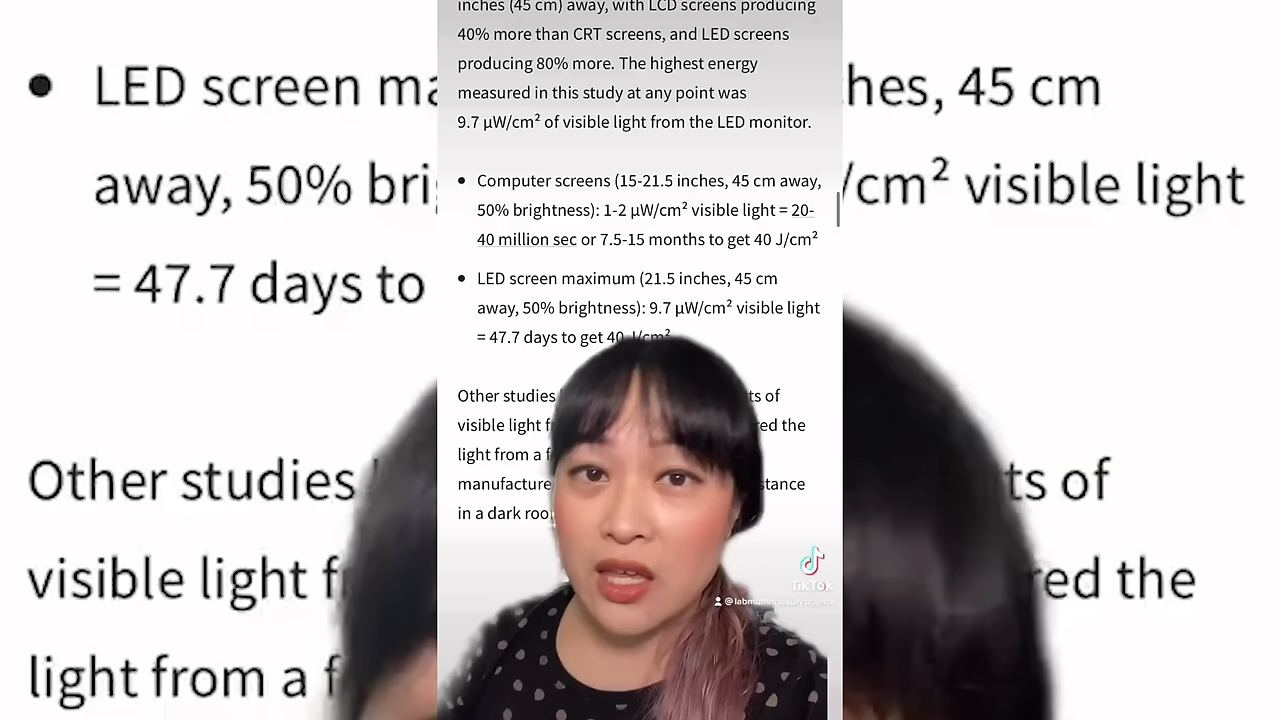 inches (45 cm) away, with LCD screens producing
40% more than CRT screens, and LED screens
producing 80% more. The highest energy
measured in this study at any point was
9.7 µW/cm² of visible light from the LED monitor.
• Computer screens (15-21.5 inches, 45 cm away,
50% brightness): 1-2 µW/cm² visible light = 20-
40 million sec or 7.5-15 months to get 40 J/cm²
• LED screen maximum (21.5 inches, 45 cm
away, 50% brightness): 9.7 µW/cm² visible light
= 47.7 days to get 40 J/cm²
Other studies ts of
visible light red the
light from a
manufacture stance
in a dark roo
TikTok
@labmuffinbeautyscience
• LED screen ma hes, 45 cm
away, 50% bri /cm² visible light
= 47.7 days to
Other studies ts of
visible light fr red the
light from a f